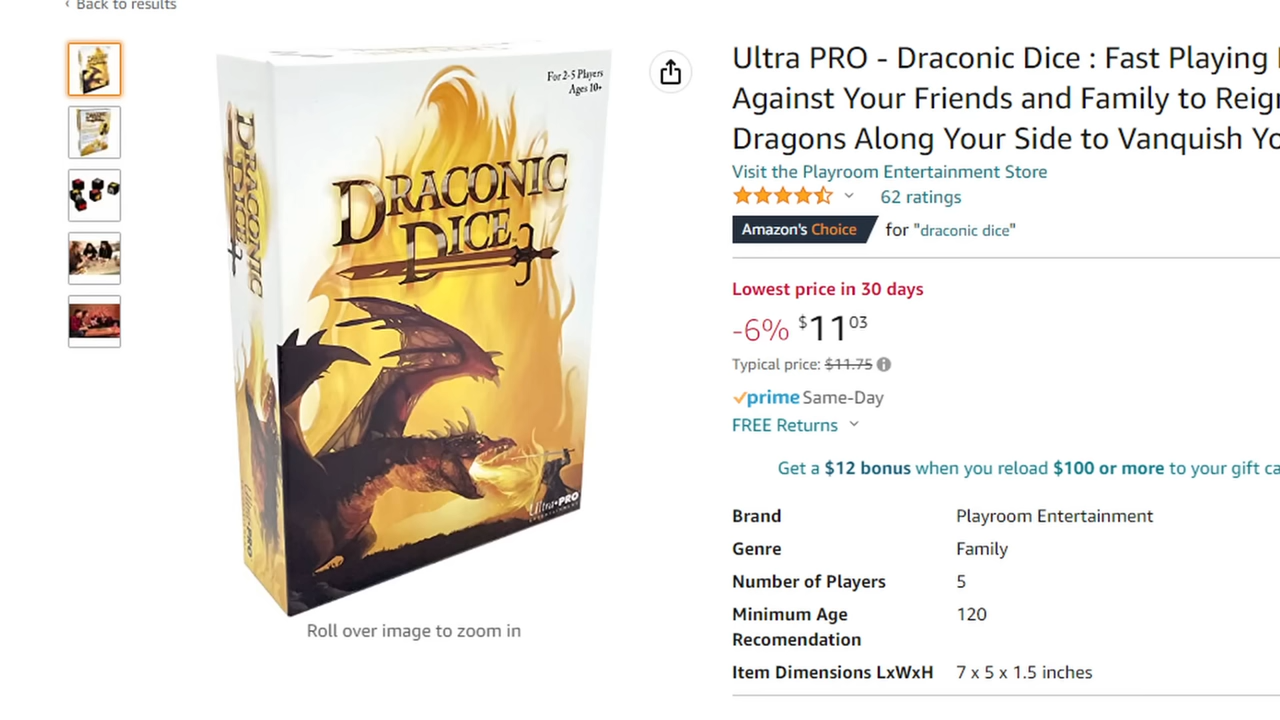 ‹ Back to results
For 2-5 Players
Ages 10+
DRACONIC
DICE
DRACONIC
DICE
Ultra•PRO
ENTERTAINMENT
Ultra•PRO
Roll over image to zoom in
Ultra PRO - Draconic Dice : Fast Playing
Against Your Friends and Family to Reig
Dragons Along Your Side to Vanquish Yo
Visit the Playroom Entertainment Store
62 ratings
Amazon's Choice for "draconic dice"
Lowest price in 30 days
-6% $11 03
Typical price: $11.75
prime Same-Day
FREE Returns
Get a $12 bonus when you reload $100 or more to your gift ca
Brand Playroom Entertainment
Genre Family
Number of Players 5
Minimum Age 120
Recomendation
Item Dimensions LxWxH 7 x 5 x 1.5 inches